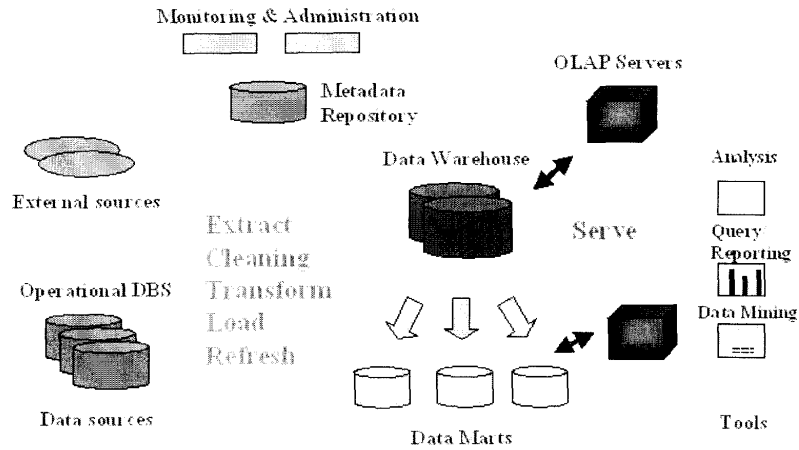 Monitoring & Administration
OLAP Servers
Metadata
Repository
Data Warehouse
Analysis
External sources
Extract
Serve
Query
Reporting
Cleaning
Operational DBS
Transform
Load
Data Mining
Refresh
Data sources
Data Marts
Tools